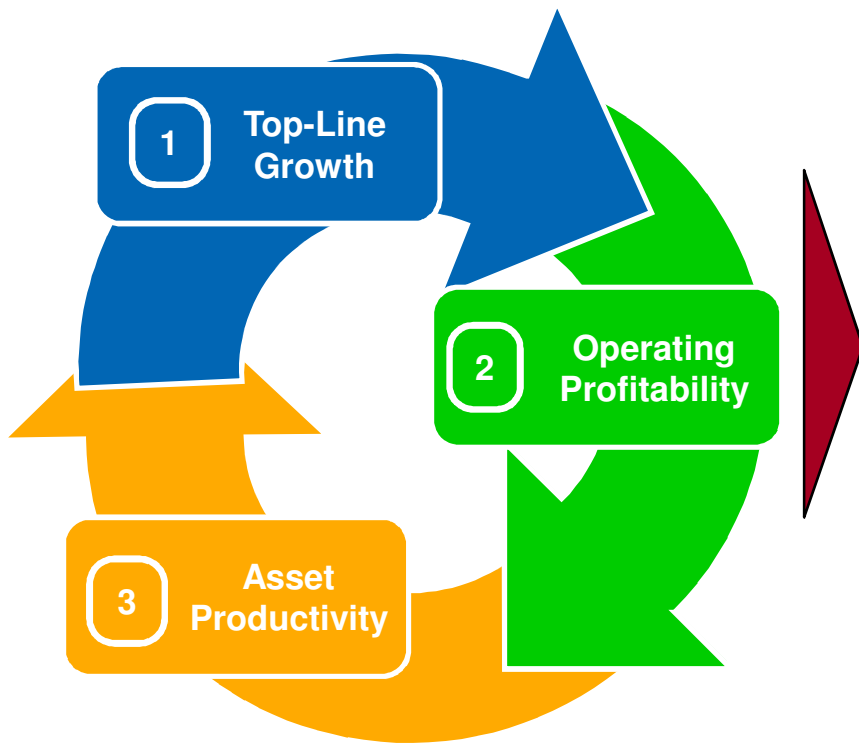 1
Top-Line
Growth
2
Operating
Profitability
3
Asset
Productivity